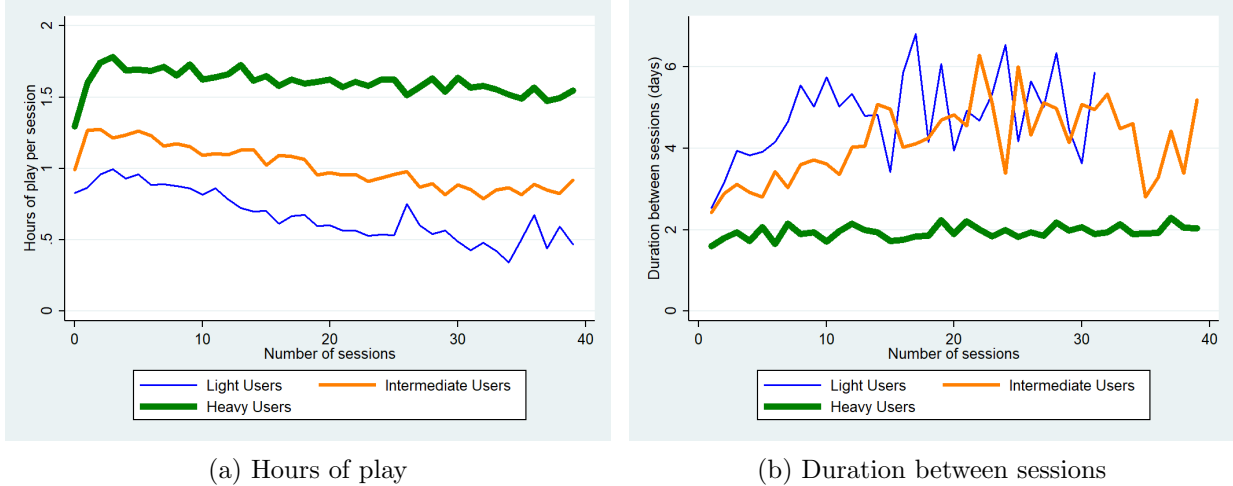 2
1.5
1
.5
0
Hours of play per session
0 10 20 30 40
Number of sessions
Light Users Intermediate Users
Heavy Users
(a) Hours of play
6
4
2
0
Duration between sessions (days)
0 10 20 30 40
Number of sessions
Light Users Intermediate Users
Heavy Users
(b) Duration between sessions